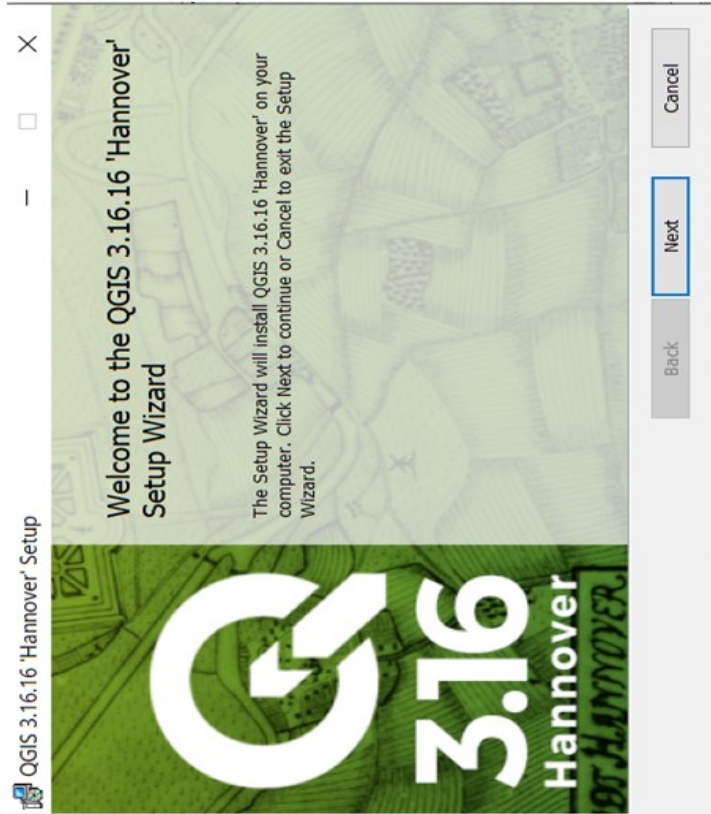 QGIS 3.16.16 'Hannover' Setup
Welcome to the QGIS 3.16.16 'Hannover'
Setup Wizard
The Setup Wizard will install QGIS 3.16.16 'Hannover' on your
computer. Click Next to continue or Cancel to exit the Setup
Wizard.
3.16
Hannover
DT HANNOVER
Back
Next
Cancel